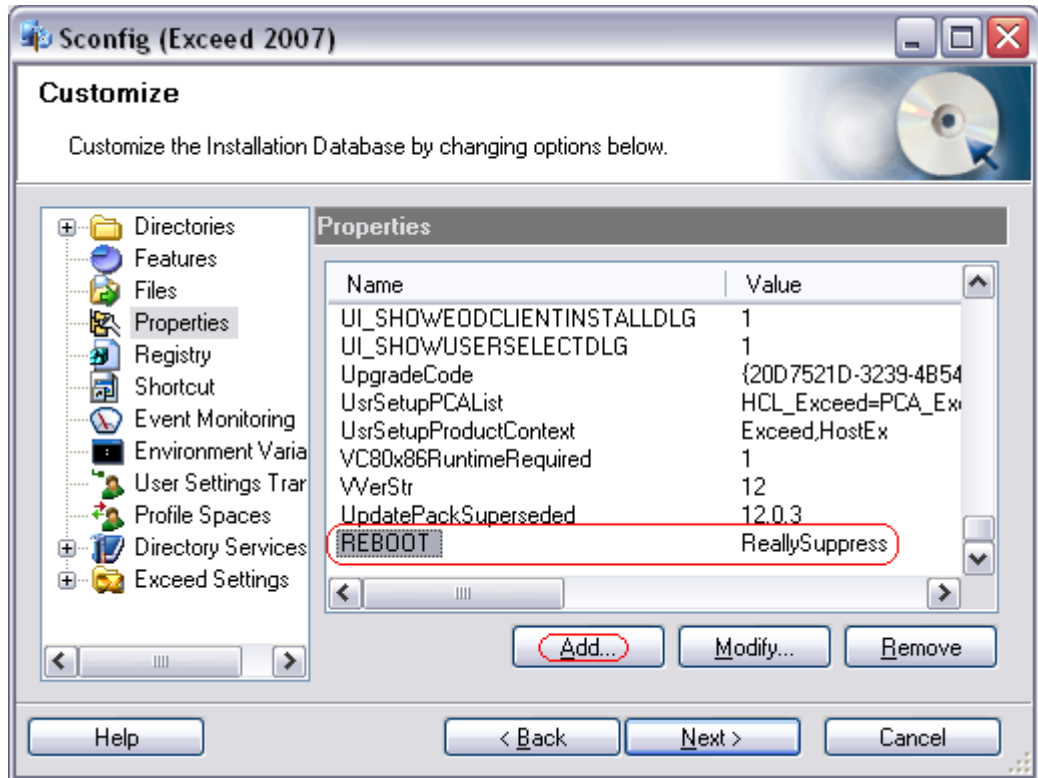 Sconfig (Exceed 2007)
Customize
Customize the Installation Database by changing options below.
Directories
Features
Files
Properties
Registry
Shortcut
Event Monitoring
Environment Varia
User Settings Tran
Profile Spaces
Directory Services
Exceed Settings
Properties
Name Value
UI_SHOWEODCLIENTINSTALLDLG 1
UI_SHOWUSERSELECTDLG 1
UpgradeCode {20D7521D-3239-4B54
UsrSetupPCAList HCL_Exceed=PCA_Exc
UsrSetupProductContext Exceed,HostEx
VC80x86RuntimeRequired 1
VVerStr 12
UpdatePackSuperseded 12.0.3
REBOOT ReallySuppress
Add... Modify... Remove
Help < Back Next > Cancel